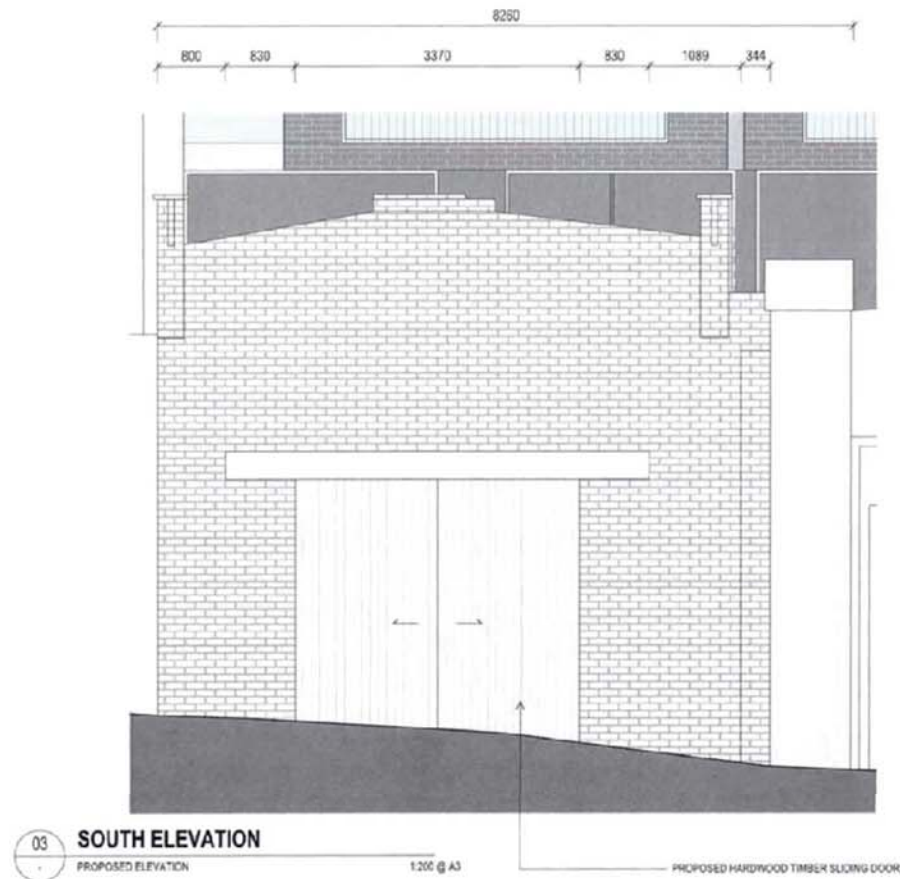 8260
800 830 3370 830 1089 344
03 SOUTH ELEVATION
- PROPOSED ELEVATION 1:200 @ A3
PROPOSED HARDWOOD TIMBER SLIDING DOOR